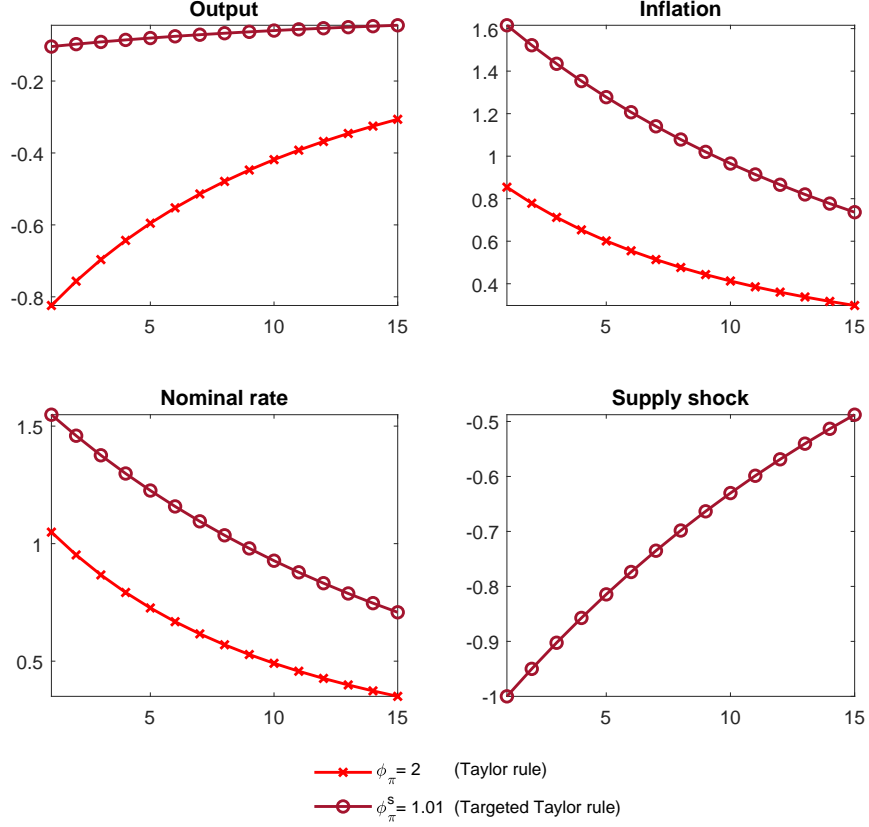 Output
-0.2
-0.4
-0.6
-0.8
5 10 15
Inflation
1.6
1.4
1.2
1
0.8
0.6
0.4
5 10 15
Nominal rate
1.5
1
0.5
5 10 15
Supply shock
-0.5
-0.6
-0.7
-0.8
-0.9
-1
5 10 15
ϕ_π = 2 (Taylor rule)
ϕ_π^s = 1.01 (Targeted Taylor rule)